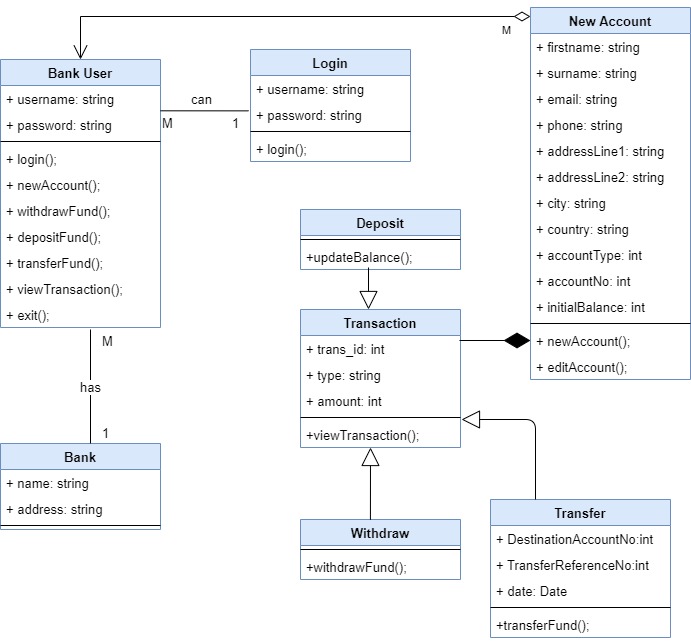 New Account
+ firstname: string
+ surname: string
+ email: string
+ phone: string
+ addressLine1: string
+ addressLine2: string
+ city: string
+ country: string
+ accountType: int
+ accountNo: int
+ initialBalance: int
+ newAccount();
+ editAccount();
M
Bank User
+ username: string
+ password: string
+ login();
+ newAccount();
+ withdrawFund();
+ depositFund();
+ transferFund();
+ viewTransaction();
+ exit();
can
M
1
Login
+ username: string
+ password: string
+ login();
Deposit
+updateBalance();
Transaction
+ trans_id: int
+ type: string
+ amount: int
+viewTransaction();
M
has
1
Bank
+ name: string
+ address: string
Withdraw
+withdrawFund();
Transfer
+ DestinationAccountNo:int
+ TransferReferenceNo:int
+ date: Date
+transferFund();